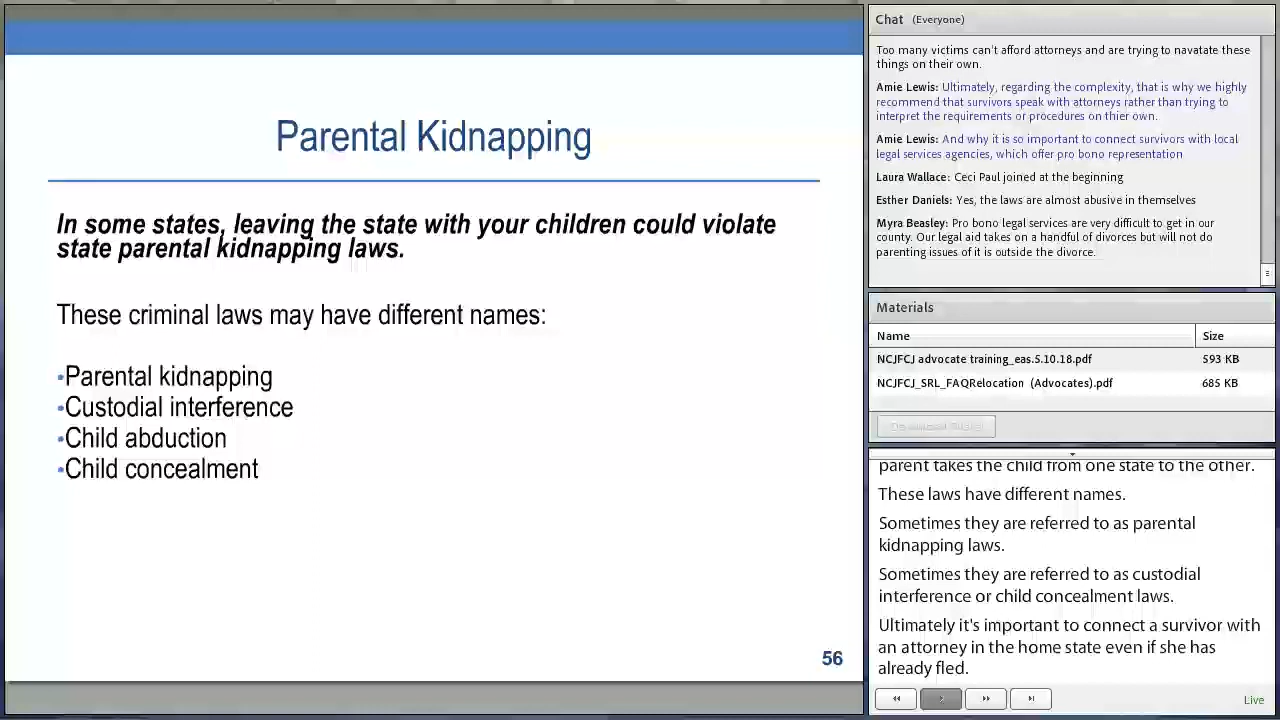 Parental Kidnapping
In some states, leaving the state with your children could violate
state parental kidnapping laws.
These criminal laws may have different names:
•Parental kidnapping
•Custodial interference
•Child abduction
•Child concealment
56
Chat (Everyone)
Too many victims can't afford attorneys and are trying to navatate these
things on their own.
Amie Lewis: Ultimately, regarding the complexity, that is why we highly
recommend that survivors speak with attorneys rather than trying to
interpret the requirements or procedures on thier own.
Amie Lewis: And why it is so important to connect survivors with local
legal services agencies, which offer pro bono representation
Laura Wallace: Ceci Paul joined at the beginning
Esther Daniels: Yes, the laws are almost abusive in themselves
Myra Beasley: Pro bono legal services are very difficult to get in our
county. Our legal aid takes on a handful of divorces but will not do
parenting issues of it is outside the divorce.
Materials
Name Size
NCJFCJ advocate training_eas.5.10.18.pdf 593 KB
NCJFCJ_SRL_FAQRelocation (Advocates).pdf 685 KB
parent takes the child from one state to the other.
These laws have different names.
Sometimes they are referred to as parental
kidnapping laws.
Sometimes they are referred to as custodial
interference or child concealment laws.
Ultimately it's important to connect a survivor with
an attorney in the home state even if she has
already fled.
Live